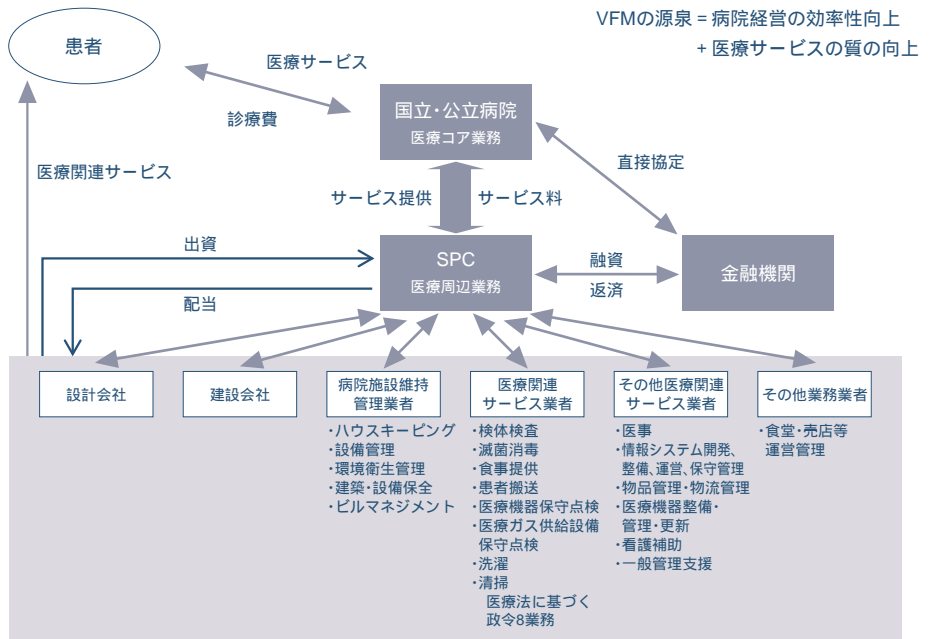 VFMの源泉 = 病院経営の効率性向上
+ 医療サービスの質の向上
患者
医療サービス
診療費
国立・公立病院
医療コア業務
直接協定
医療関連サービス
サービス提供
サービス料
出資
配当
SPC
医療周辺業務
融資
返済
金融機関
設計会社
建設会社
病院施設維持
管理業者
・ハウスキーピング
・設備管理
・環境衛生管理
・建築・設備保全
・ビルマネジメント
医療関連
サービス業者
・検体検査
・滅菌消毒
・食事提供
・患者搬送
・医療機器保守点検
・医療ガス供給設備
保守点検
・洗濯
・清掃
医療法に基づく
政令8業務
その他医療関連
サービス業者
・医事
・情報システム開発、
整備、運営、保守管理
・物品管理・物流管理
・医療機器整備・
管理・更新
・看護補助
・一般管理支援
その他業務業者
・食堂・売店等
運営管理